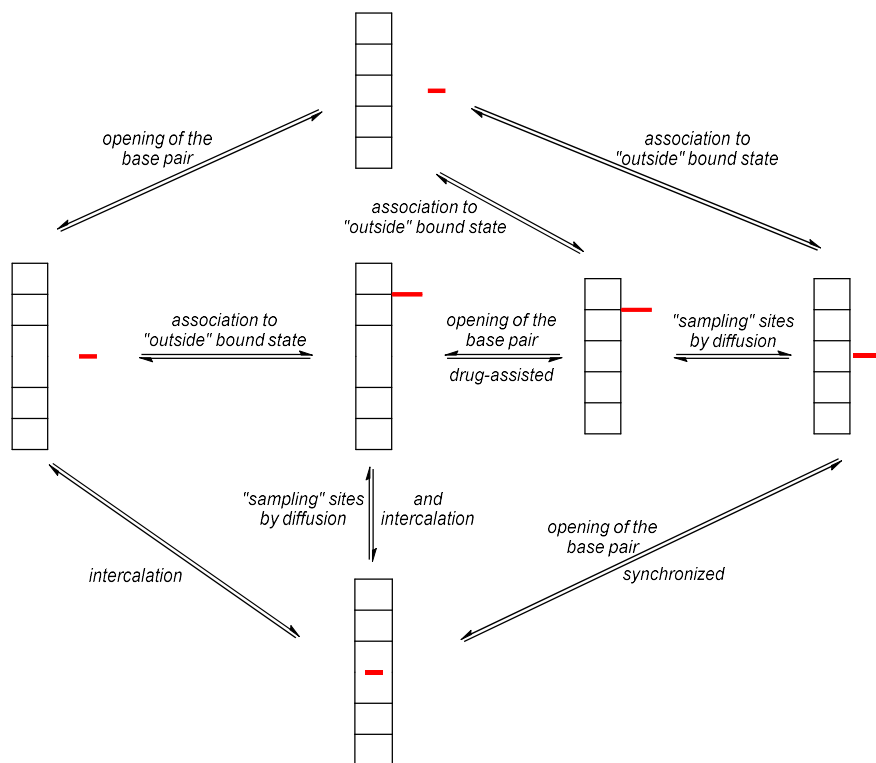 opening of the
base pair
association to
"outside" bound state
association to
"outside" bound state
association to
"outside" bound state
opening of the
base pair
drug-assisted
"sampling" sites
by diffusion
"sampling" sites
by diffusion
and
intercalation
opening of the
base pair
synchronized
intercalation